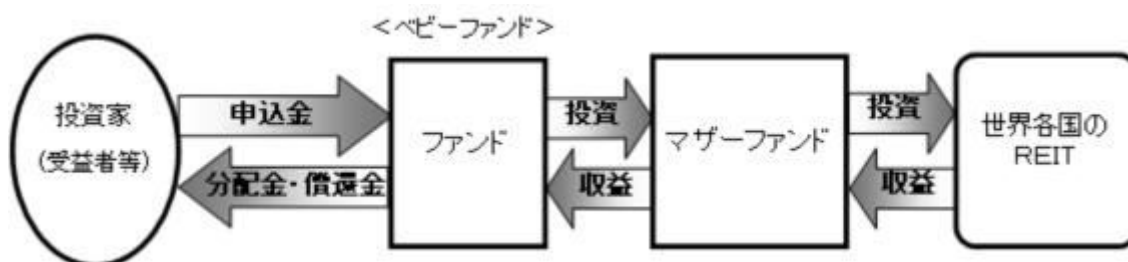 <ベビーファンド>
投資家
(受益者等)
申込金
分配金・償還金
ファンド
投資
収益
マザーファンド
投資
収益
世界各国の
REIT